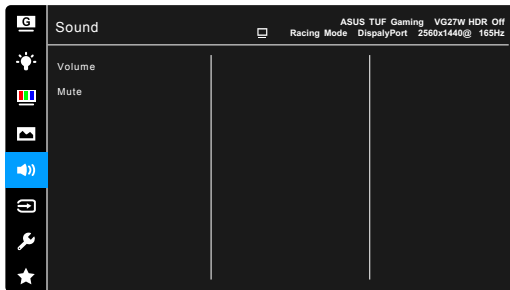 G
Sound
ASUS TUF Gaming VG27W HDR Off
Racing Mode DispalyPort 2560x1440@ 165Hz
Volume
Mute